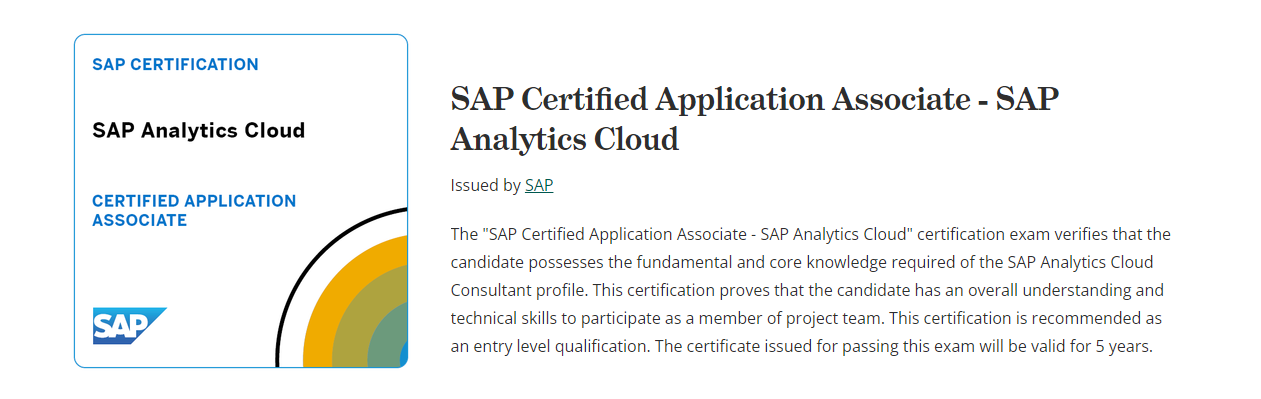 SAP CERTIFICATION
SAP Analytics Cloud
CERTIFIED APPLICATION
ASSOCIATE
SAP
SAP Certified Application Associate - SAP
Analytics Cloud
Issued by SAP
The "SAP Certified Application Associate - SAP Analytics Cloud" certification exam verifies that the
candidate possesses the fundamental and core knowledge required of the SAP Analytics Cloud
Consultant profile. This certification proves that the candidate has an overall understanding and
technical skills to participate as a member of project team. This certification is recommended as
an entry level qualification. The certificate issued for passing this exam will be valid for 5 years.